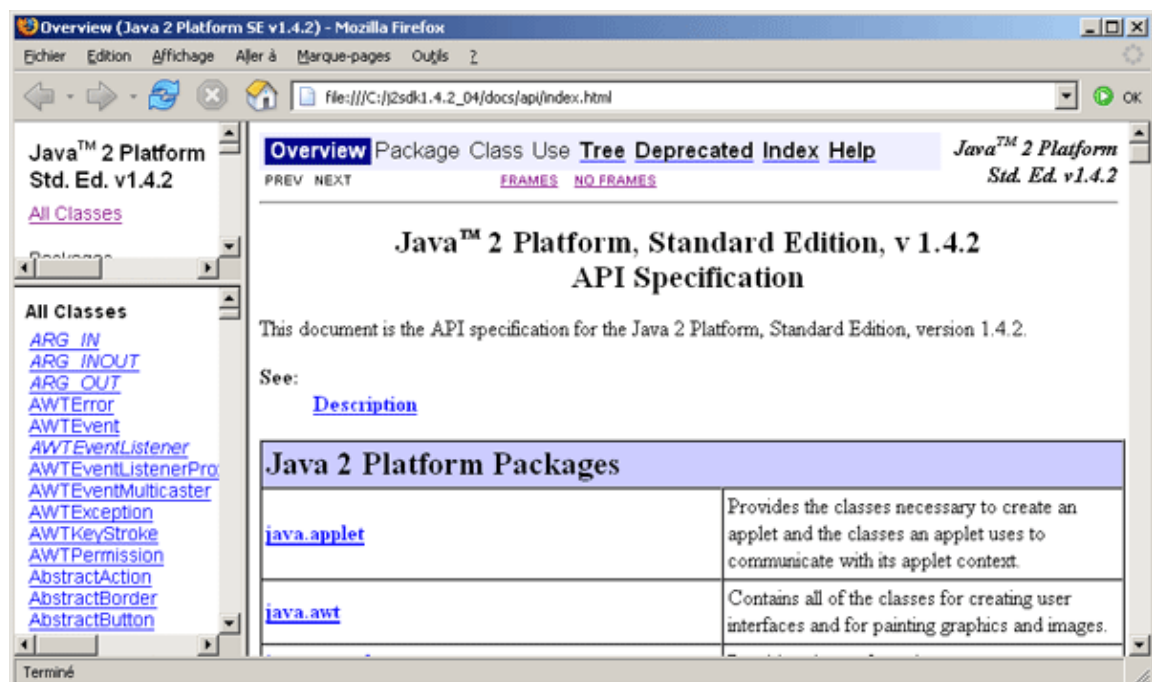 Overview (Java 2 Platform SE v1.4.2) - Mozilla Firefox
Fichier Edition Affichage Aller à Marque-pages Outils ?
file:///C:/j2sdk1.4.2_04/docs/api/index.html OK
Java™ 2 Platform
Std. Ed. v1.4.2
All Classes
Packages
All Classes
ARG_IN
ARG_INOUT
ARG_OUT
AWTError
AWTEvent
AWTEventListener
AWTEventListenerPro
AWTEventMulticaster
AWTException
AWTKeyStroke
AWTPermission
AbstractAction
AbstractBorder
AbstractButton
Overview Package Class Use Tree Deprecated Index Help
PREV NEXT FRAMES NO FRAMES
Java™ 2 Platform
Std. Ed. v1.4.2
Java™ 2 Platform, Standard Edition, v 1.4.2
API Specification
This document is the API specification for the Java 2 Platform, Standard Edition, version 1.4.2.
See:
Description
Java 2 Platform Packages
java.applet
Provides the classes necessary to create an
applet and the classes an applet uses to
communicate with its applet context.
java.awt
Contains all of the classes for creating user
interfaces and for painting graphics and images.
Terminé